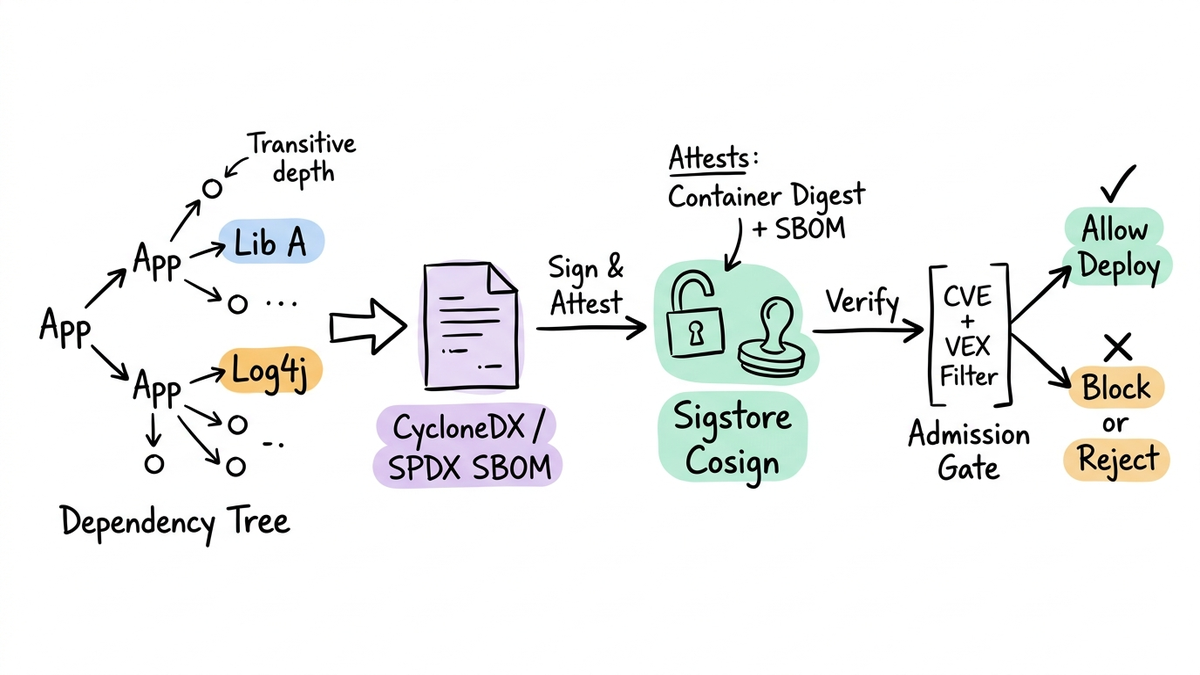 Transitive
depth
App
Lib A
...
App
App
Log4j
Dependency Tree
CycloneDX /
SPDX SBOM
Sign &
Attest
Attests:
Container Digest
+ SBOM
Sigstore
Cosign
Verify
CVE
+
VEX
Filter
Admission
Gate
Allow
Deploy
Block
or
Reject